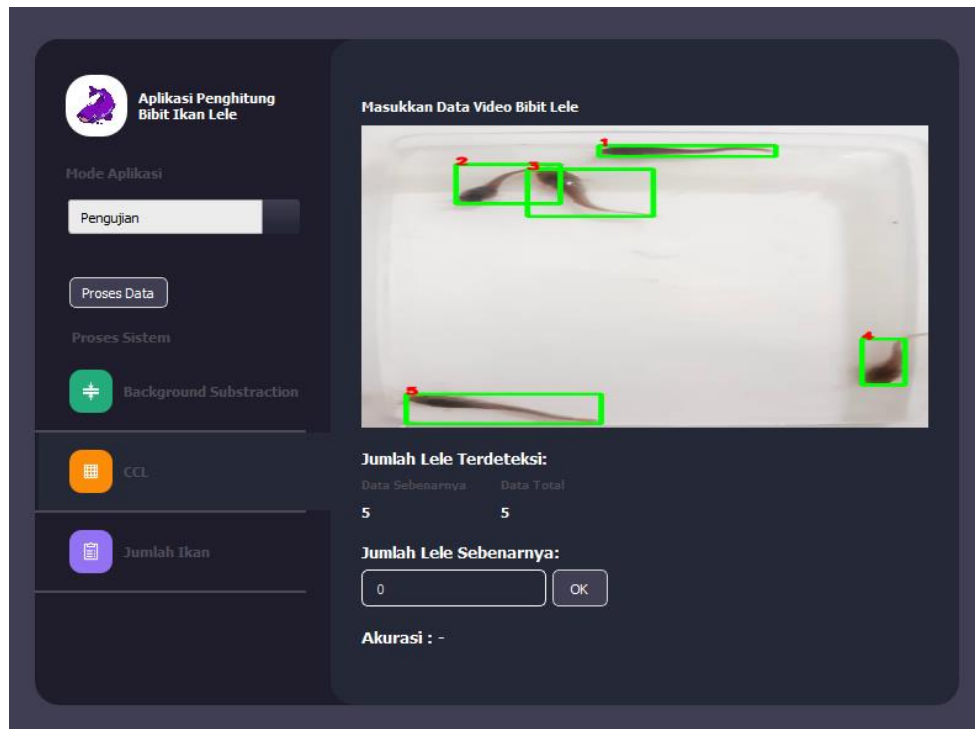 Aplikasi Penghitung
Bibit Ikan Lele
Mode Aplikasi
Pengujian
Proses Data
Proses Sistem
Background Substraction
CCL
Jumlah Ikan
Masukkan Data Video Bibit Lele
1
2
3
4
5
Jumlah Lele Terdeteksi:
Data Sebenarnya Data Total
5 5
Jumlah Lele Sebenarnya:
0 OK
Akurasi : -